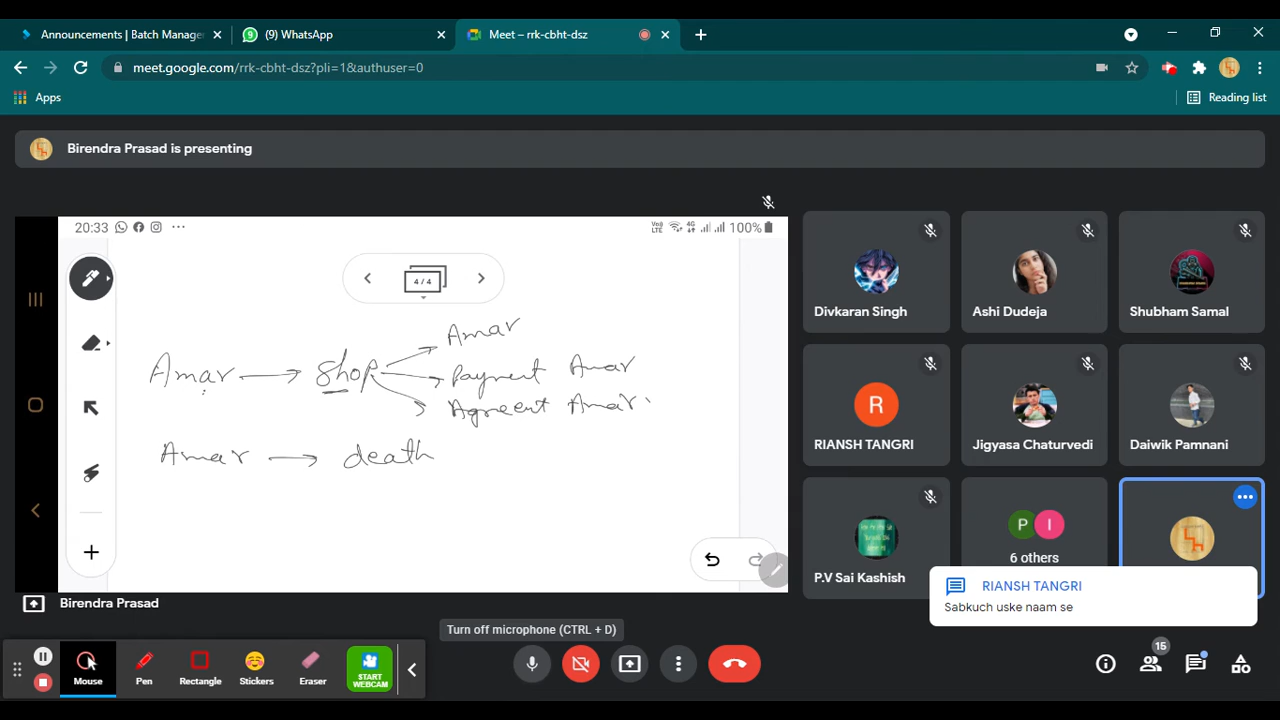 Announcements | Batch Manage
(9) WhatsApp
Meet – rrk-cbht-dsz
meet.google.com/rrk-cbht-dsz?pli=1&authuser=0
Apps
Reading list
Birendra Prasad is presenting
20:33
VoI) LTE 4G 100%
4 / 4
Amar
Amar → shop
Payment Amar
Agreent Amar
Amar → death
Divkaran Singh
Ashi Dudeja
Shubham Samal
R
RIANSH TANGRI
Jigyasa Chaturvedi
Daiwik Pamnani
P.V Sai Kashish
P I
6 others
RIANSH TANGRI
Sabkuch uske naam se
Birendra Prasad
Turn off microphone (CTRL + D)
Mouse
Pen
Rectangle
Stickers
Eraser
START WEBCAM
15